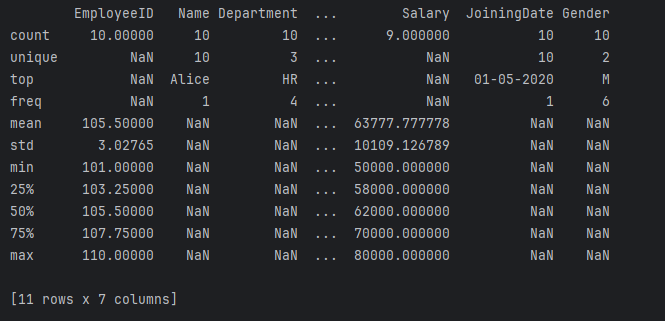 EmployeeID Name Department ... Salary JoiningDate Gender
count 10.00000 10 10 ... 9.000000 10 10
unique NaN 10 3 ... NaN 10 2
top NaN Alice HR ... NaN 01-05-2020 M
freq NaN 1 4 ... NaN 1 6
mean 105.50000 NaN NaN ... 63777.777778 NaN NaN
std 3.02765 NaN NaN ... 10109.126789 NaN NaN
min 101.00000 NaN NaN ... 50000.000000 NaN NaN
25% 103.25000 NaN NaN ... 58000.000000 NaN NaN
50% 105.50000 NaN NaN ... 62000.000000 NaN NaN
75% 107.75000 NaN NaN ... 70000.000000 NaN NaN
max 110.00000 NaN NaN ... 80000.000000 NaN NaN
[11 rows x 7 columns]